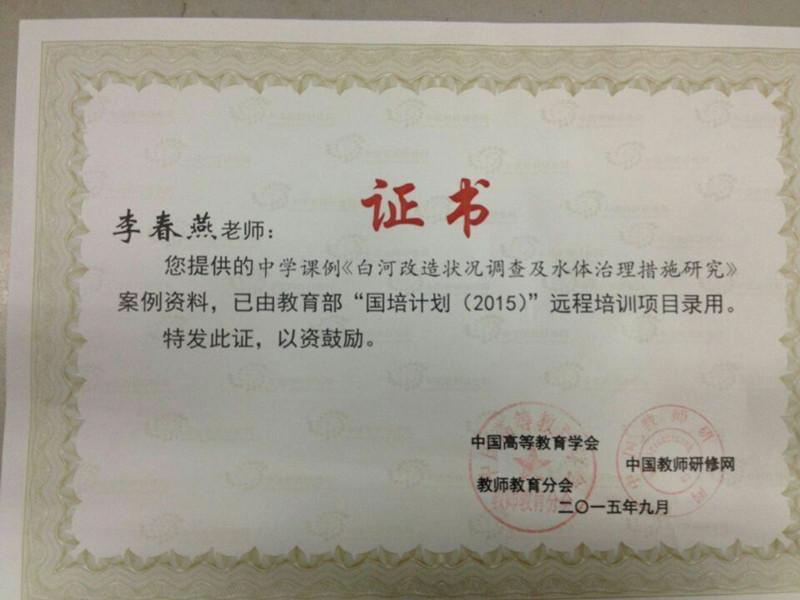 证书
李春燕老师：
您提供的中学课例《白河改造状况调查及水体治理措施研究》
案例资料，已由教育部“国培计划（2015）”远程培训项目录用。
特发此证，以资鼓励。
中国高等教育学会
中国教师研修网
教师教育分会
二〇一五年九月